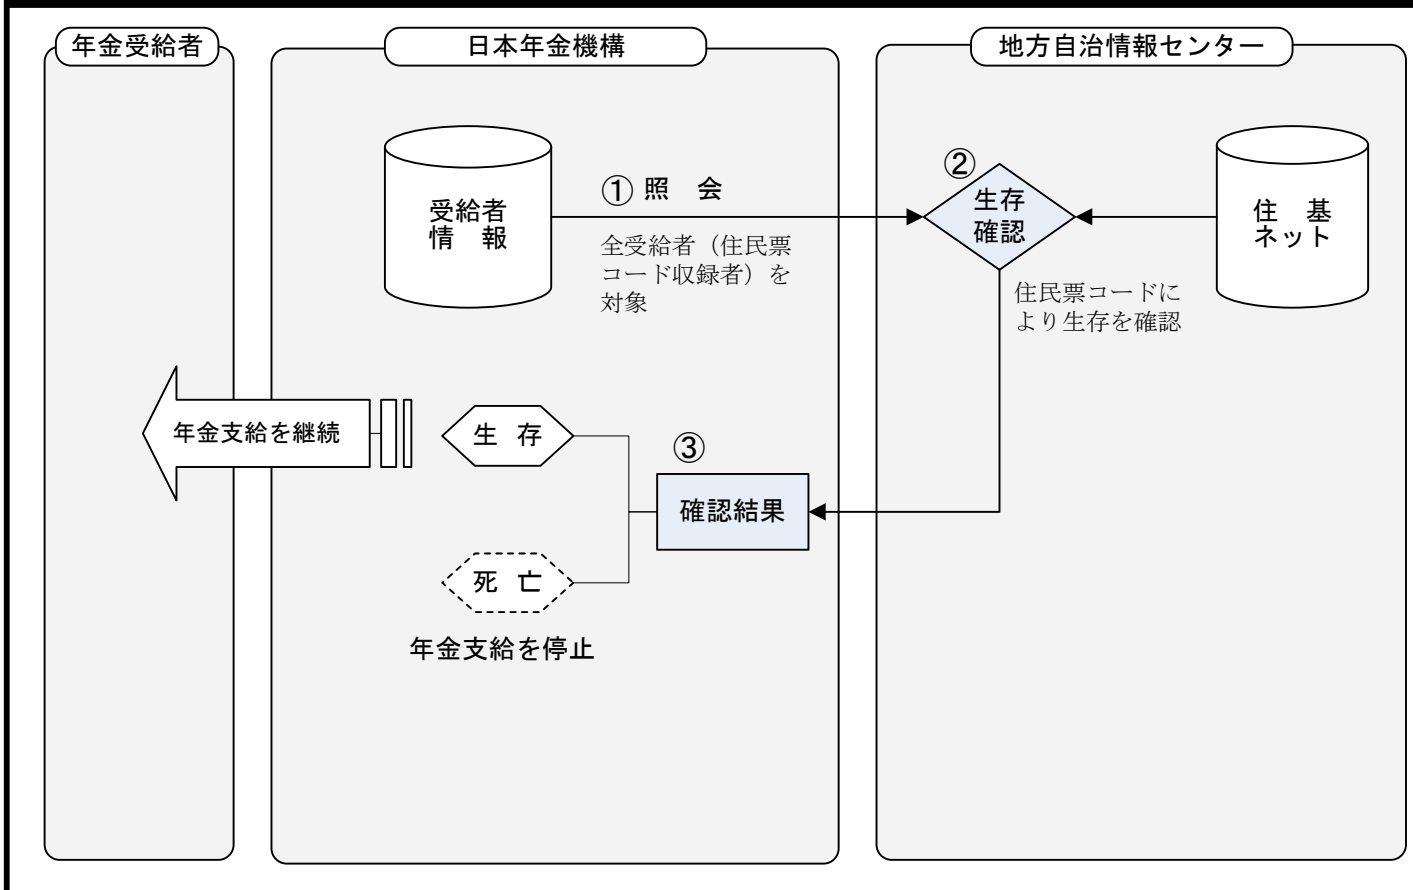 年金受給者
日本年金機構
地方自治情報センター
受給者
情　報
① 照　会
全受給者（住民票
コード収録者）を
対象
②
生存
確認
住　基
ネット
住民票コードに
より生存を確認
年金支給を継続
生　存
③
確認結果
死　亡
年金支給を停止